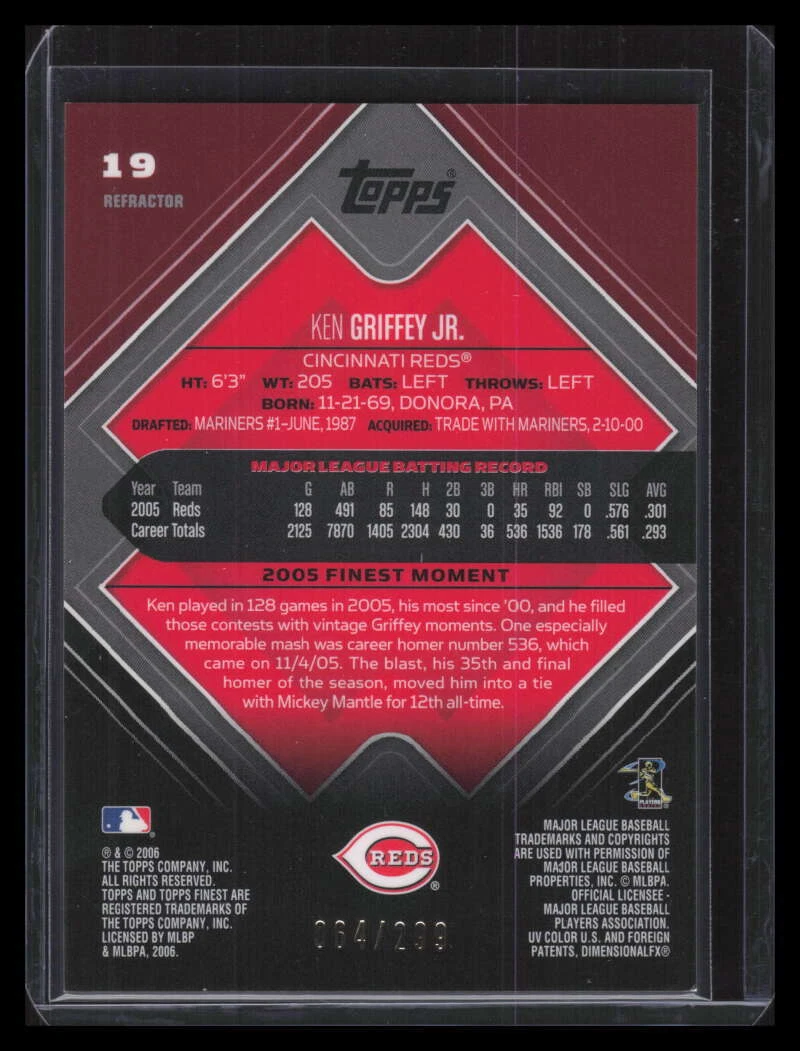 19
REFRACTOR
Topps®
KEN GRIFFEY JR.
CINCINNATI REDS®
HT: 6'3" WT: 205 BATS: LEFT THROWS: LEFT
BORN: 11-21-69, DONORA, PA
DRAFTED: MARINERS #1–JUNE, 1987 ACQUIRED: TRADE WITH MARINERS, 2-10-00
MAJOR LEAGUE BATTING RECORD
Year Team G AB R H 2B 3B HR RBI SB SLG AVG
2005 Reds 128 491 85 148 30 0 35 92 0 .576 .301
Career Totals 2125 7870 1405 2304 430 36 536 1536 178 .561 .293
2005 FINEST MOMENT
Ken played in 128 games in 2005, his most since '00, and he filled
those contests with vintage Griffey moments. One especially
memorable mash was career homer number 536, which
came on 11/4/05. The blast, his 35th and final
homer of the season, moved him into a tie
with Mickey Mantle for 12th all-time.
® & © 2006
THE TOPPS COMPANY, INC.
ALL RIGHTS RESERVED.
TOPPS AND TOPPS FINEST ARE
REGISTERED TRADEMARKS OF
THE TOPPS COMPANY, INC.
LICENSED BY MLBP
& MLBPA, 2006.
REDS®
064/299
PLAYERS
MAJOR LEAGUE BASEBALL
TRADEMARKS AND COPYRIGHTS
ARE USED WITH PERMISSION OF
MAJOR LEAGUE BASEBALL
PROPERTIES, INC. © MLBPA.
OFFICIAL LICENSEE -
MAJOR LEAGUE BASEBALL
PLAYERS ASSOCIATION.
UV COLOR U.S. AND FOREIGN
PATENTS, DIMENSIONALFX®